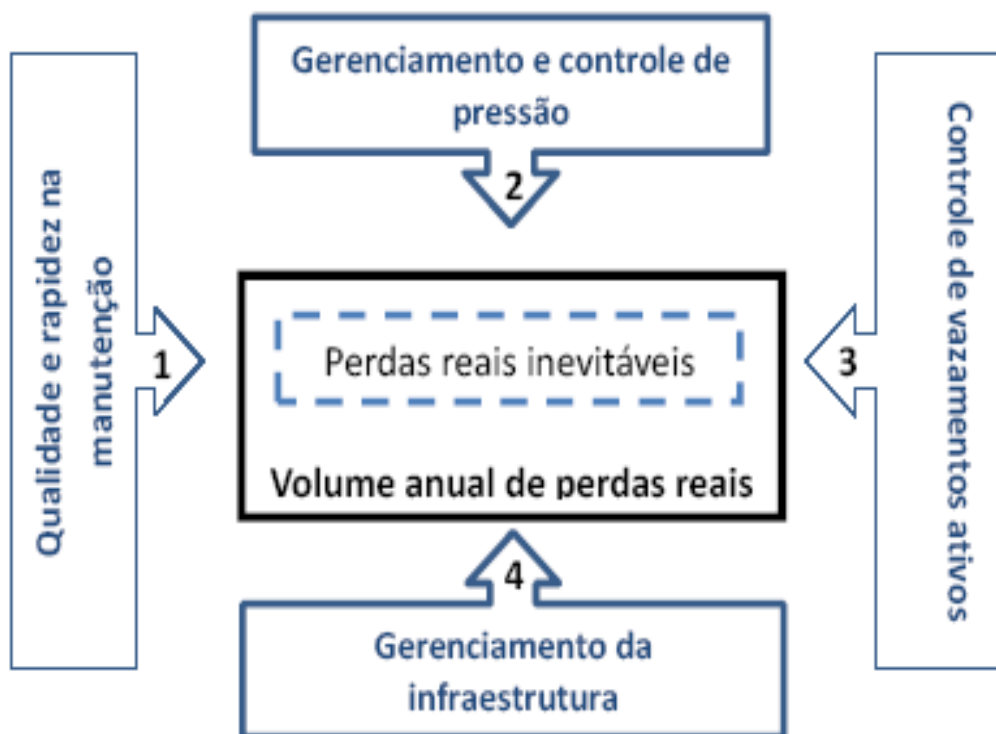 Gerenciamento e controle de
pressão
2
Qualidade e rapidez na
manutenção
1
Perdas reais inevitáveis
Volume anual de perdas reais
3
Controle de vazamentos ativos
4
Gerenciamento da
infraestrutura